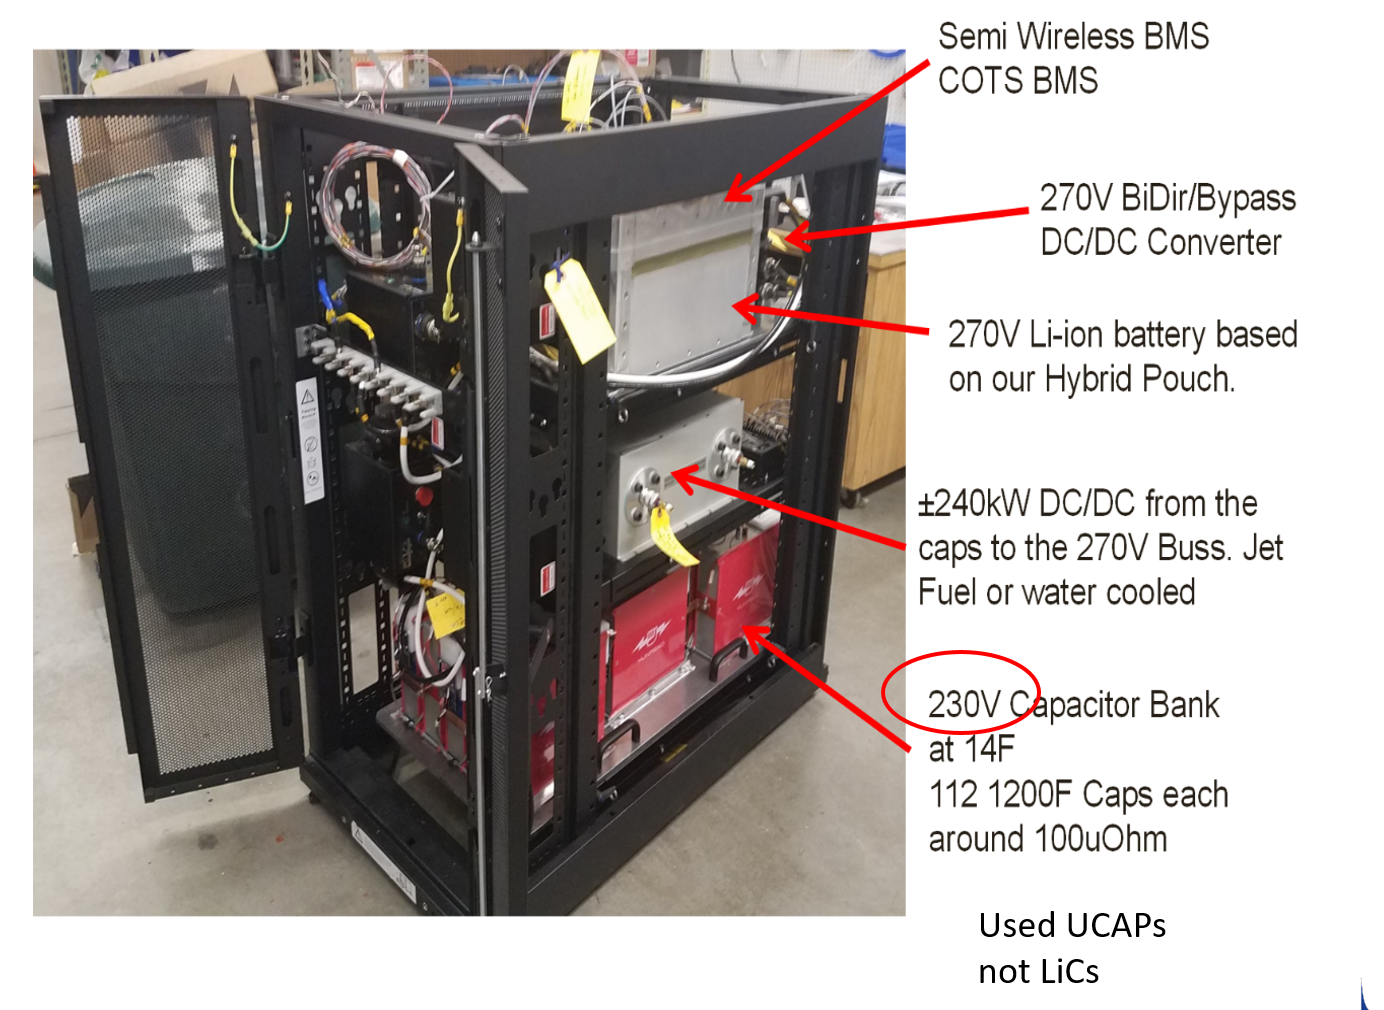 Semi Wireless BMS
COTS BMS
270V BiDir/Bypass
DC/DC Converter
270V Li-ion battery based
on our Hybrid Pouch.
±240kW DC/DC from the
caps to the 270V Buss. Jet
Fuel or water cooled
230V Capacitor Bank
at 14F
112 1200F Caps each
around 100uOhm
Used UCAPs
not LiCs